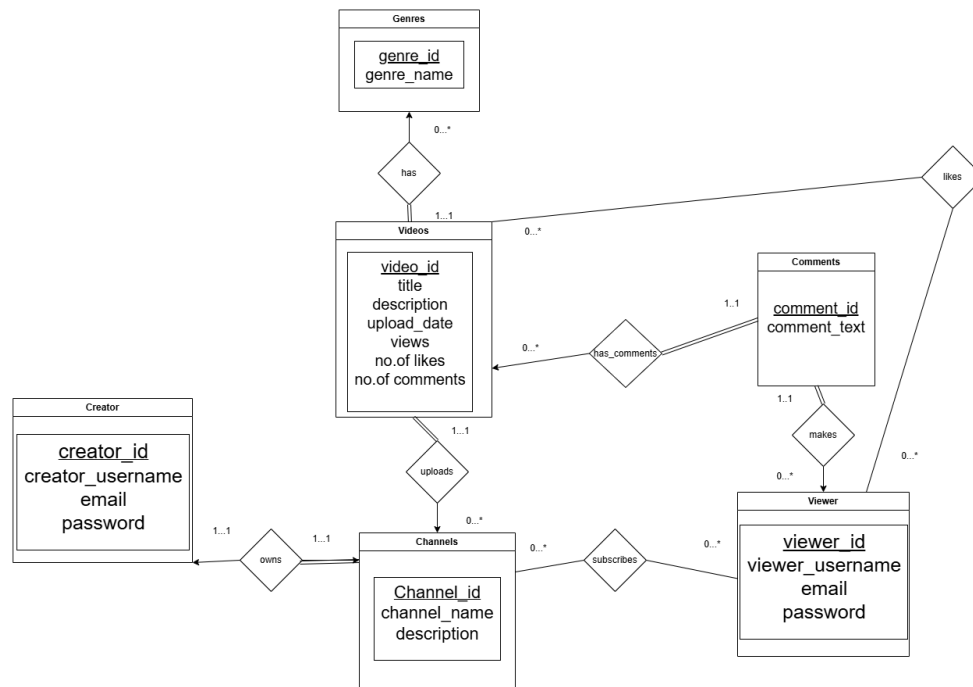 Genres
genre_id
genre_name
0...*
has
likes
1...1
0...*
Videos
video_id
title
description
upload_date
views
no.of likes
no.of comments
Comments
comment_id
comment_text
1..1
has_comments
0...*
1..1
makes
0...*
0...*
Creator
creator_id
creator_username
email
password
1...1
uploads
0...*
1...1
owns
1...1
Channels
Channel_id
channel_name
description
0...*
subscribes
0...*
Viewer
viewer_id
viewer_username
email
password